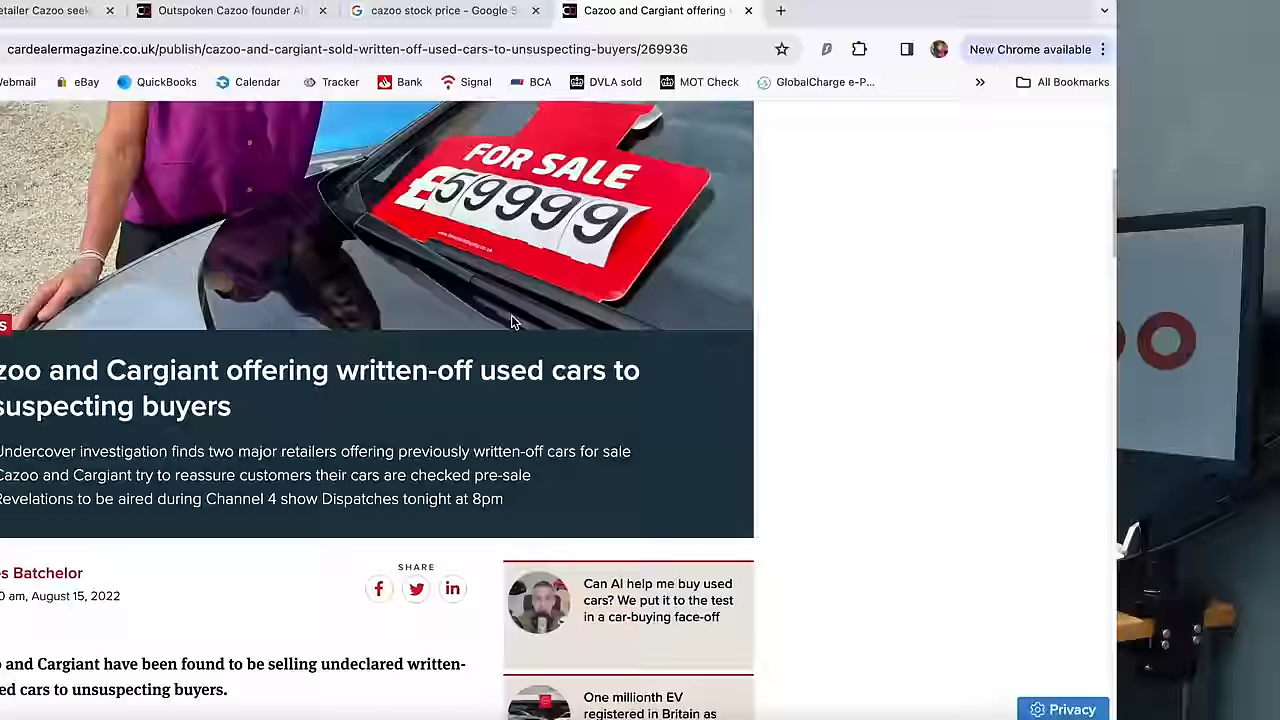 etailer Cazoo seek
Outspoken Cazoo founder Al
cazoo stock price - Google S
Cazoo and Cargiant offering
cardealermagazine.co.uk/publish/cazoo-and-cargiant-sold-written-off-used-cars-to-unsuspecting-buyers/269936
New Chrome available
Webmail
eBay
QuickBooks
Calendar
Tracker
Bank
Signal
BCA
DVLA sold
MOT Check
GlobalCharge e-P...
All Bookmarks
FOR SALE
£59999
S
zoo and Cargiant offering written-off used cars to
suspecting buyers
Undercover investigation finds two major retailers offering previously written-off cars for sale
Cazoo and Cargiant try to reassure customers their cars are checked pre-sale
Revelations to be aired during Channel 4 show Dispatches tonight at 8pm
es Batchelor
0 am, August 15, 2022
SHARE
Can AI help me buy used
cars? We put it to the test
in a car-buying face-off
o and Cargiant have been found to be selling undeclared written-
ed cars to unsuspecting buyers.
One millionth EV
registered in Britain as
Privacy